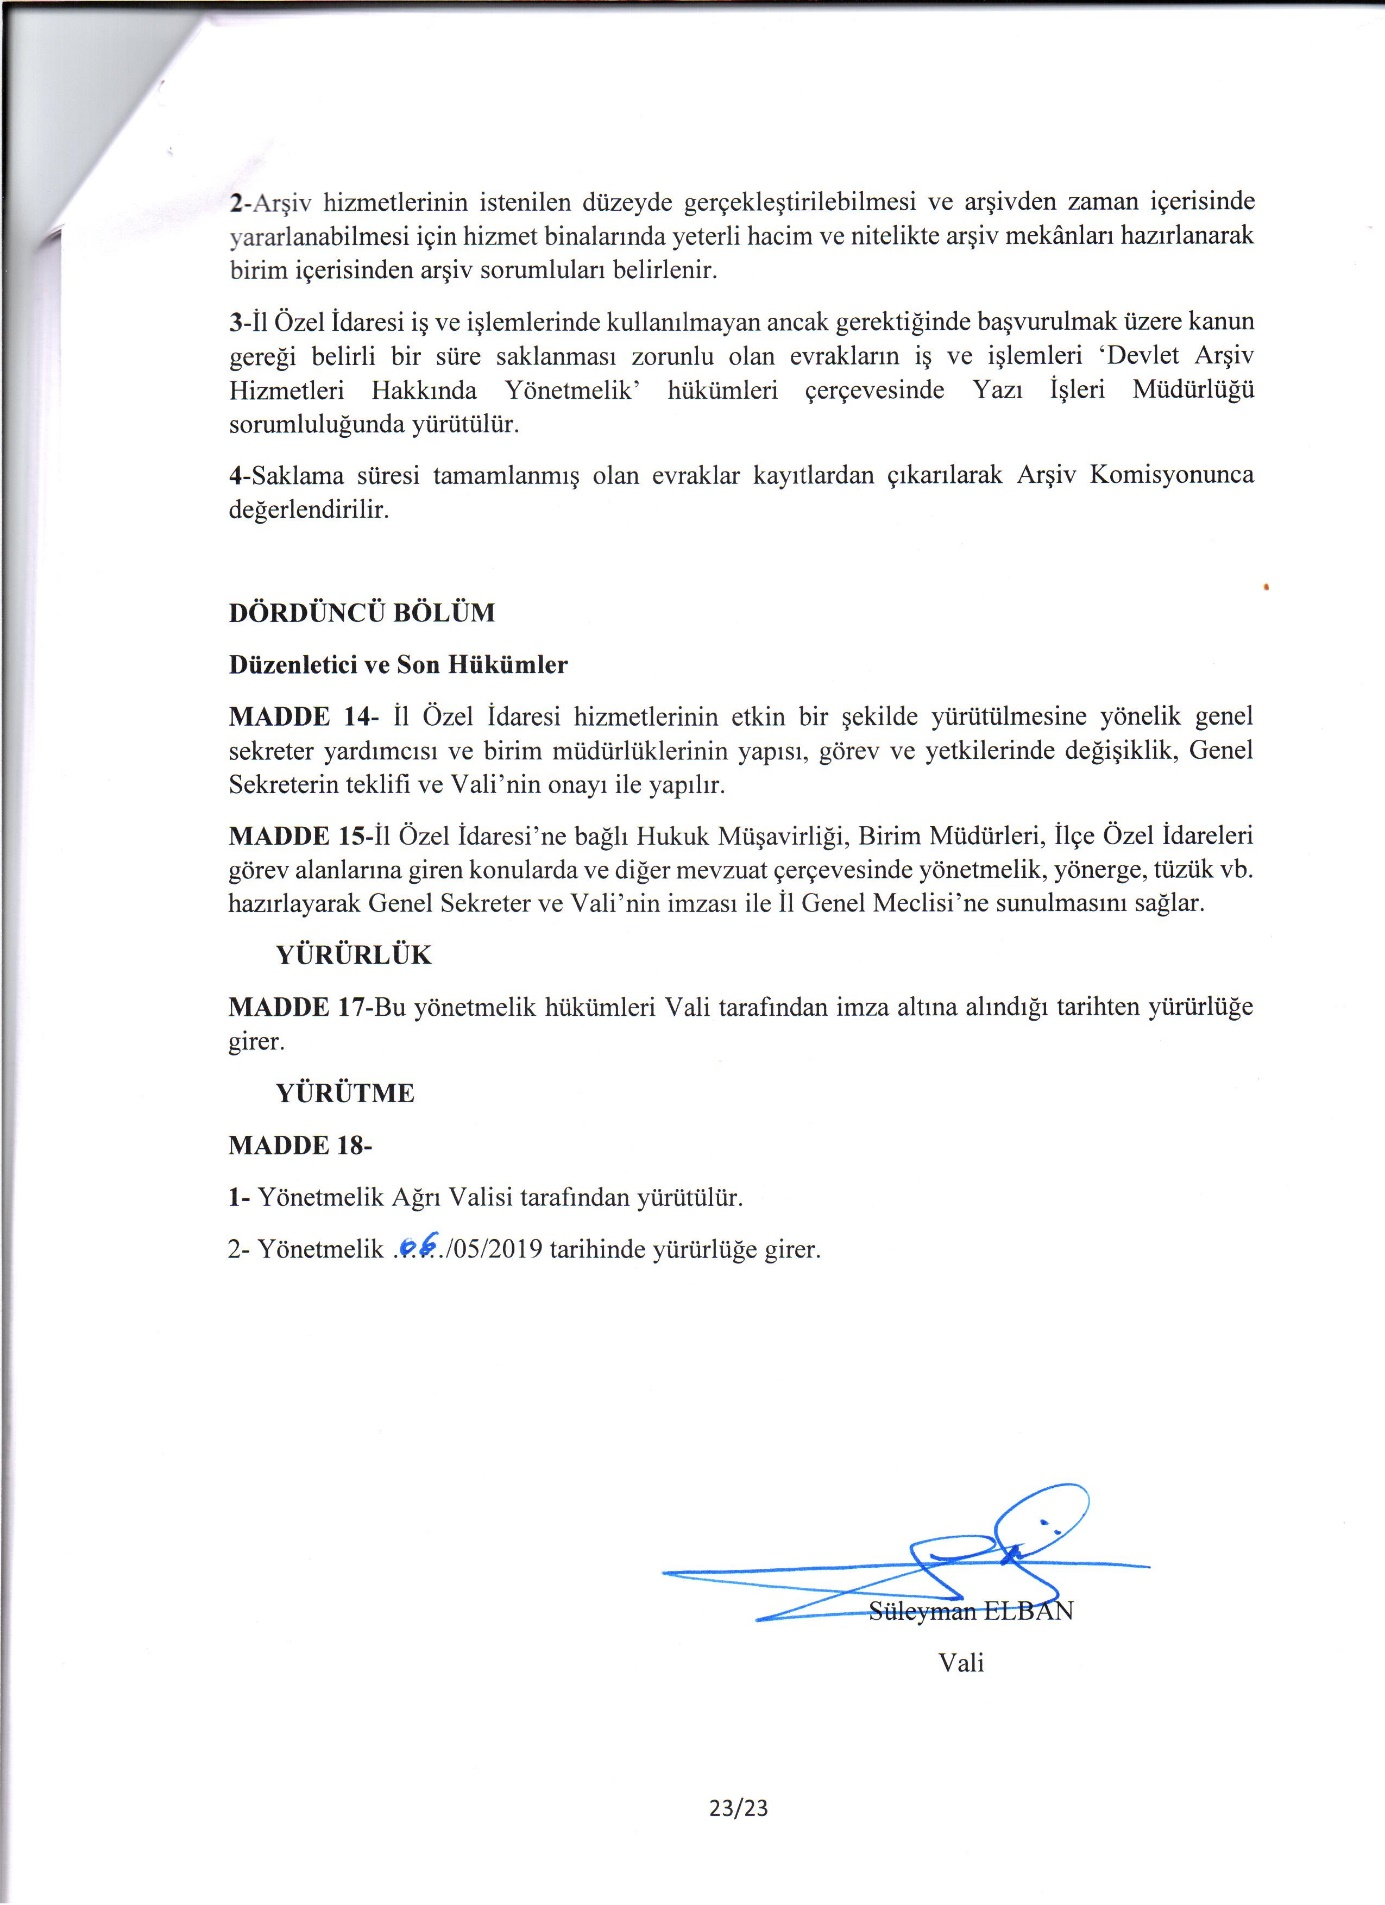 2-Arşiv hizmetlerinin istenilen düzeyde gerçekleştirilebilmesi ve arşivden zaman içerisinde
yararlanabilmesi için hizmet binalarında yeterli hacim ve nitelikte arşiv mekânları hazırlanarak
birim içerisinden arşiv sorumluları belirlenir.
3-İl Özel İdaresi iş ve işlemlerinde kullanılmayan ancak gerektiğinde başvurulmak üzere kanun
gereği belirli bir süre saklanması zorunlu olan evrakların iş ve işlemleri ‘Devlet Arşiv
Hizmetleri Hakkında Yönetmelik’ hükümleri çerçevesinde Yazı İşleri Müdürlüğü
sorumluluğunda yürütülür.
4-Saklama süresi tamamlanmış olan evraklar kayıtlardan çıkarılarak Arşiv Komisyonunca
değerlendirilir.
DÖRDÜNCÜ BÖLÜM
Düzenletici ve Son Hükümler
MADDE 14- İl Özel İdaresi hizmetlerinin etkin bir şekilde yürütülmesine yönelik genel
sekreter yardımcısı ve birim müdürlüklerinin yapısı, görev ve yetkilerinde değişiklik, Genel
Sekreterin teklifi ve Vali’nin onayı ile yapılır.
MADDE 15-İl Özel İdaresi’ne bağlı Hukuk Müşavirliği, Birim Müdürleri, İlçe Özel İdareleri
görev alanlarına giren konularda ve diğer mevzuat çerçevesinde yönetmelik, yönerge, tüzük vb.
hazırlayarak Genel Sekreter ve Vali’nin imzası ile İl Genel Meclisi’ne sunulmasını sağlar.
YÜRÜRLÜK
MADDE 17-Bu yönetmelik hükümleri Vali tarafından imza altına alındığı tarihten yürürlüğe
girer.
YÜRÜTME
MADDE 18-
1- Yönetmelik Ağrı Valisi tarafından yürütülür.
2- Yönetmelik .06./05/2019 tarihinde yürürlüğe girer.
Süleyman ELBAN
Vali
23/23